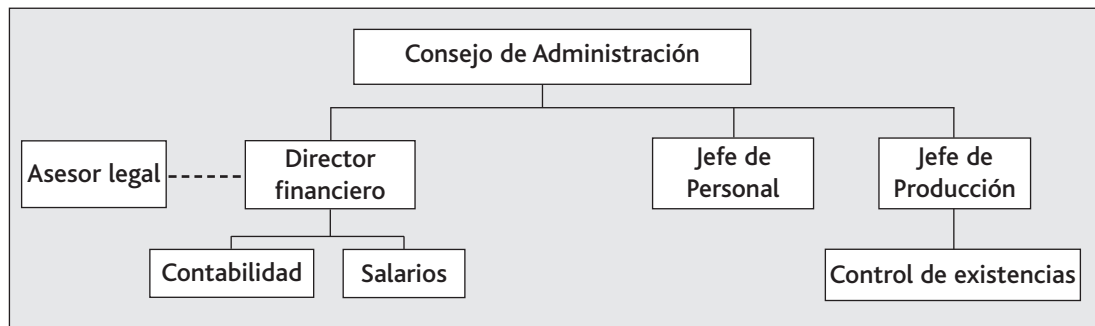 Consejo de Administración
Asesor legal
Director
financiero
Jefe de
Personal
Jefe de
Producción
Contabilidad
Salarios
Control de existencias